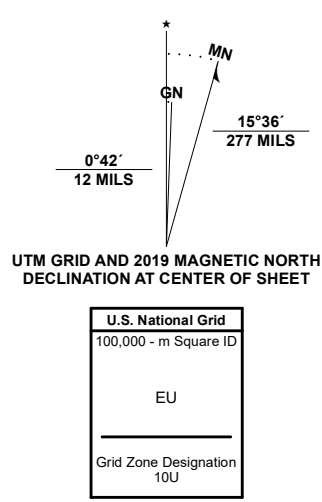 ★
MN
GN
15°36´
277 MILS
0°42´
12 MILS
UTM GRID AND 2019 MAGNETIC NORTH
DECLINATION AT CENTER OF SHEET
U.S. National Grid
100,000 - m Square ID
EU
Grid Zone Designation
10U